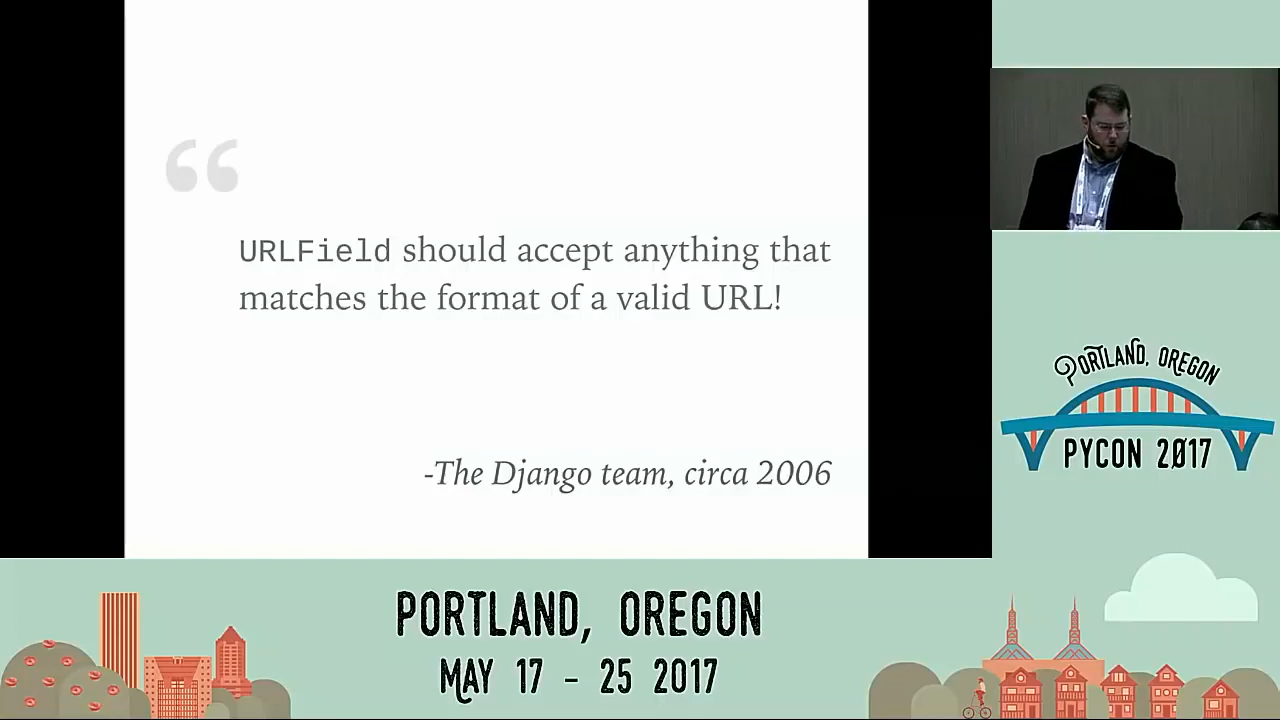 “
URLField should accept anything that
matches the format of a valid URL!
-The Django team, circa 2006
PORTLAND, OREGON
PYCON 2017
PORTLAND, OREGON
MAY 17 - 25 2017